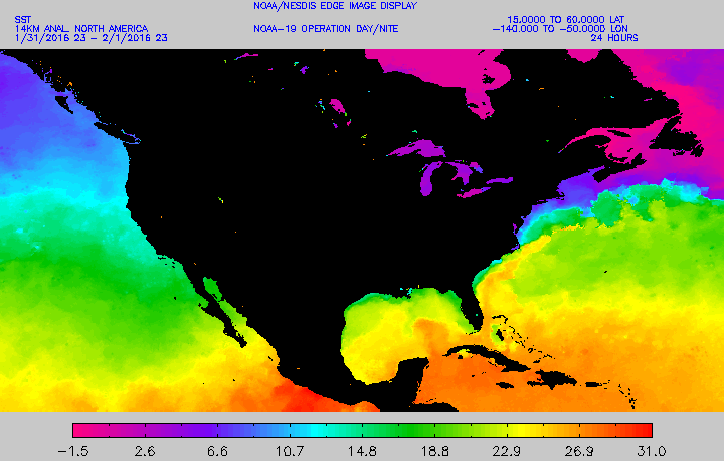 NOAA/NESDIS EDGE IMAGE DISPLAY
SST 15.0000 TO 60.0000 LAT
14KM ANAL. NORTH AMERICA NOAA-19 OPERATION DAY/NITE -140.000 TO -50.0000 LON
1/31/2016 23 - 2/1/2016 23 24 HOURS
-1.5 2.6 6.6 10.7 14.8 18.8 22.9 26.9 31.0